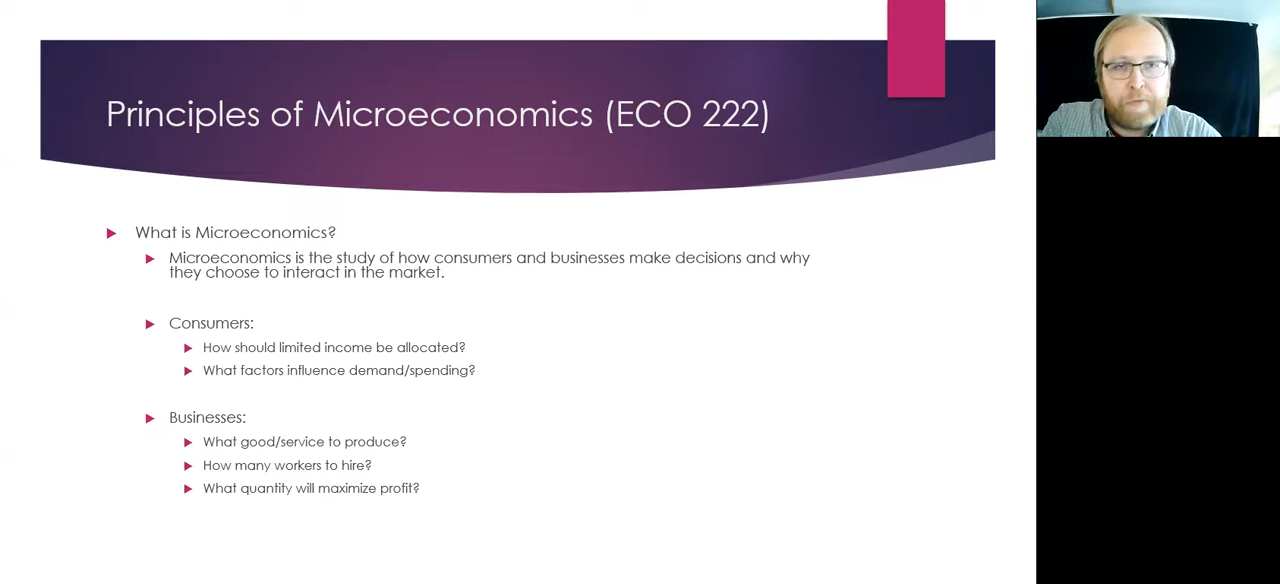 Principles of Microeconomics (ECO 222)
What is Microeconomics?
Microeconomics is the study of how consumers and businesses make decisions and why
they choose to interact in the market.
Consumers:
How should limited income be allocated?
What factors influence demand/spending?
Businesses:
What good/service to produce?
How many workers to hire?
What quantity will maximize profit?